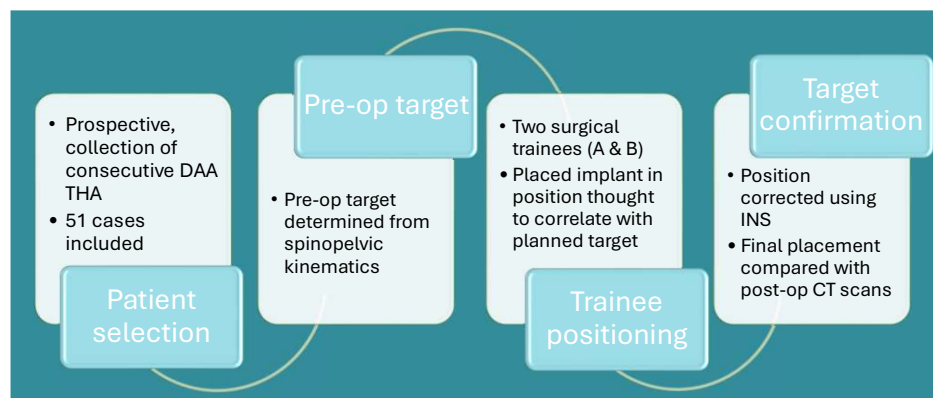 • Prospective,
collection of
consecutive DAA
THA
• 51 cases
included
Patient
selection
Pre-op target
• Pre-op target
determined from
spinopelvic
kinematics
• Two surgical
trainees (A & B)
• Placed implant in
position thought
to correlate with
planned target
Trainee
positioning
Target
confirmation
• Position
corrected using
INS
• Final placement
compared with
post-op CT scans